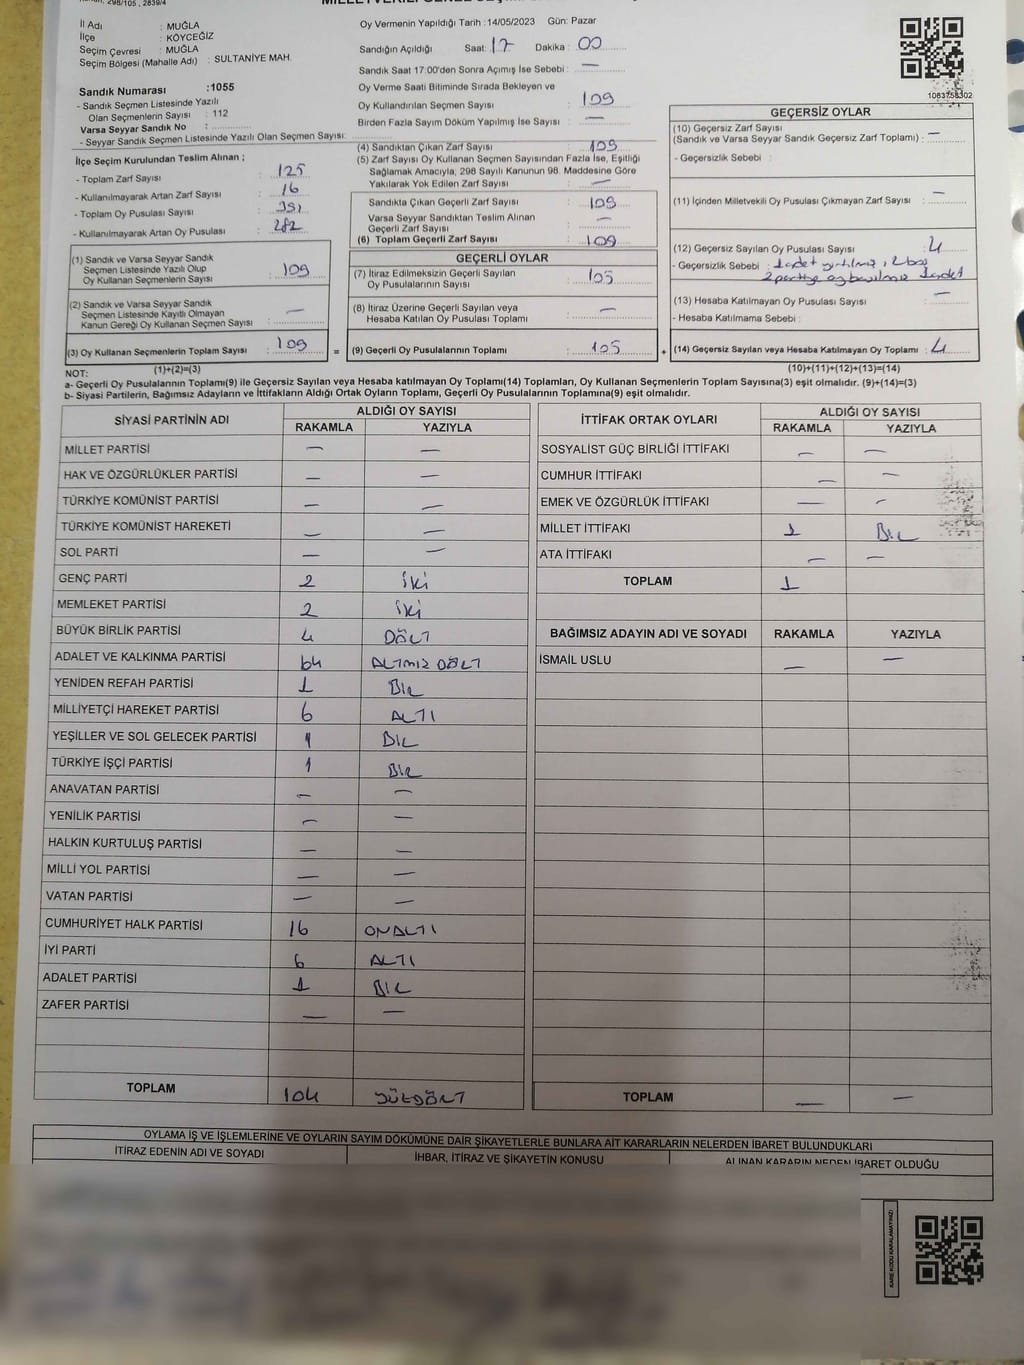 298/105 , 2839/4
İl Adı : MUĞLA
İlçe : KÖYCEĞİZ
Seçim Çevresi : MUĞLA
Seçim Bölgesi (Mahalle Adı) : SULTANİYE MAH.
Sandık Numarası :1055
- Sandık Seçmen Listesinde Yazılı
Olan Seçmenlerin Sayısı : 112
Varsa Seyyar Sandık No :
- Seyyar Sandık Seçmen Listesinde Yazılı Olan Seçmen Sayısı:
İlçe Seçim Kurulundan Teslim Alınan ;
- Toplam Zarf Sayısı : 125
- Kullanılmayarak Artan Zarf Sayısı : 16
- Toplam Oy Pusulası Sayısı : 391
- Kullanılmayarak Artan Oy Pusulası : 282
(1) Sandık ve Varsa Seyyar Sandık
Seçmen Listesinde Yazılı Olup
Oy Kullanan Seçmenlerin Sayısı : 109
(2) Sandık ve Varsa Seyyar Sandık
Seçmen Listesinde Kayıtlı Olmayan
Kanun Gereği Oy Kullanan Seçmen Sayısı : —
(3) Oy Kullanan Seçmenlerin Toplam Sayısı : 109
(1)+(2)=(3)
Oy Vermenin Yapıldığı Tarih :14/05/2023 Gün: Pazar
Sandığın Açıldığı Saat: 17 Dakika : 00
Sandık Saat 17:00'den Sonra Açımış İse Sebebi : —
Oy Verme Saati Bitiminde Sırada Bekleyen ve
Oy Kullandırılan Seçmen Sayısı : 109
Birden Fazla Sayım Döküm Yapılmış İse Sayısı : —
(4) Sandıktan Çıkan Zarf Sayısı : 109
(5) Zarf Sayısı Oy Kullanan Seçmen Sayısından Fazla İse, Eşitliği
Sağlamak Amacıyla, 298 Sayılı Kanunun 98. Maddesine Göre
Yakılarak Yok Edilen Zarf Sayısı : —
Sandıkta Çıkan Geçerli Zarf Sayısı : 109
Varsa Seyyar Sandıktan Teslim Alınan
Geçerli Zarf Sayısı : —
(6) Toplam Geçerli Zarf Sayısı : 109
GEÇERLİ OYLAR
(7) İtiraz Edilmeksizin Geçerli Sayılan
Oy Pusulalarının Sayısı : 105
(8) İtiraz Üzerine Geçerli Sayılan veya
Hesaba Katılan Oy Pusulası Toplamı : —
= (9) Geçerli Oy Pusulalarının Toplamı : 105
1083758302
GEÇERSİZ OYLAR
(10) Geçersiz Zarf Sayısı
(Sandık ve Varsa Seyyar Sandık Geçersiz Zarf Toplamı) : —
- Geçersizlik Sebebi :
(11) İçinden Milletvekili Oy Pusulası Çıkmayan Zarf Sayısı : —
(12) Geçersiz Sayılan Oy Pusulası Sayısı : 4
- Geçersizlik Sebebi : 1 adet yırtılmış, 2 boş
2 partiye oy basılmış 1 adet
(13) Hesaba Katılmayan Oy Pusulası Sayısı : —
- Hesaba Katılmama Sebebi :
+ (14) Geçersiz Sayılan veya Hesaba Katılmayan Oy Toplamı : 4
(10)+(11)+(12)+(13)=(14)
NOT:
a- Geçerli Oy Pusulalarının Toplamı(9) ile Geçersiz Sayılan veya Hesaba katılmayan Oy Toplamı(14) Toplamları, Oy Kullanan Seçmenlerin Toplam Sayısına(3) eşit olmalıdır. (9)+(14)=(3)
b- Siyasi Partilerin, Bağımsız Adayların ve İttifakların Aldığı Ortak Oyların Toplamı, Geçerli Oy Pusulalarının Toplamına(9) eşit olmalıdır.
SİYASİ PARTİNİN ADI ALDIĞI OY SAYISI
RAKAMLA YAZIYLA
MİLLET PARTİSİ — —
HAK VE ÖZGÜRLÜKLER PARTİSİ — —
TÜRKİYE KOMÜNİST PARTİSİ — —
TÜRKİYE KOMÜNİST HAREKETİ — —
SOL PARTİ — —
GENÇ PARTİ 2 İKİ
MEMLEKET PARTİSİ 2 İKİ
BÜYÜK BİRLİK PARTİSİ 4 DÖRT
ADALET VE KALKINMA PARTİSİ 64 ALTMIŞ DÖRT
YENİDEN REFAH PARTİSİ 1 BİR
MİLLİYETÇİ HAREKET PARTİSİ 6 ALTI
YEŞİLLER VE SOL GELECEK PARTİSİ 1 BİR
TÜRKİYE İŞÇİ PARTİSİ 1 BİR
ANAVATAN PARTİSİ — —
YENİLİK PARTİSİ — —
HALKIN KURTULUŞ PARTİSİ — —
MİLLİ YOL PARTİSİ — —
VATAN PARTİSİ — —
CUMHURİYET HALK PARTİSİ 16 ONALTI
İYİ PARTİ 6 ALTI
ADALET PARTİSİ 1 BİR
ZAFER PARTİSİ — —
TOPLAM 104 YÜZDÖRT
İTTİFAK ORTAK OYLARI ALDIĞI OY SAYISI
RAKAMLA YAZIYLA
SOSYALİST GÜÇ BİRLİĞİ İTTİFAKI — —
CUMHUR İTTİFAKI — —
EMEK VE ÖZGÜRLÜK İTTİFAKI — —
MİLLET İTTİFAKI 1 BİR
ATA İTTİFAKI — —
TOPLAM 1
BAĞIMSIZ ADAYIN ADI VE SOYADI RAKAMLA YAZIYLA
İSMAİL USLU — —
TOPLAM — —
OYLAMA İŞ VE İŞLEMLERİNE VE OYLARIN SAYIM DÖKÜMÜNE DAİR ŞİKAYETLERLE BUNLARA AİT KARARLARIN NELERDEN İBARET BULUNDUKLARI
İTİRAZ EDENİN ADI VE SOYADI İHBAR, İTİRAZ VE ŞİKAYETİN KONUSU ALINAN KARARIN NEDEN İBARET OLDUĞU
KARE KODU KARALAMAYINIZ!